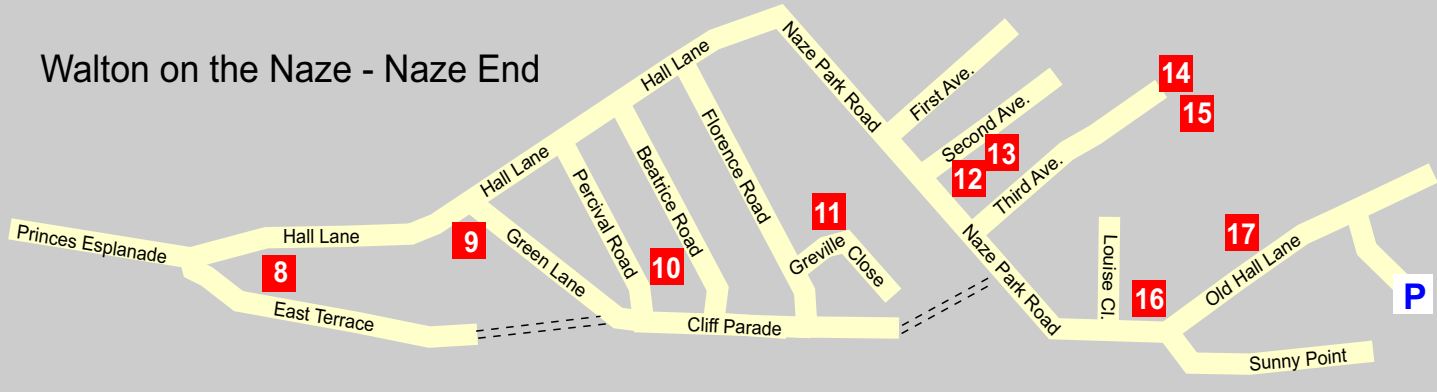 Walton on the Naze - Naze End
Hall Lane
Naze Park Road
First Ave.
14
Second Ave.
15
Florence Road
Hall Lane
Beatrice Road
13
12
Third Ave.
Percival Road
11
Princes Esplanade
Hall Lane
9
Green Lane
10
Greville
Close
Naze Park Road
Louise Cl.
17
Old Hall Lane
8
16
P
East Terrace
Cliff Parade
Sunny Point